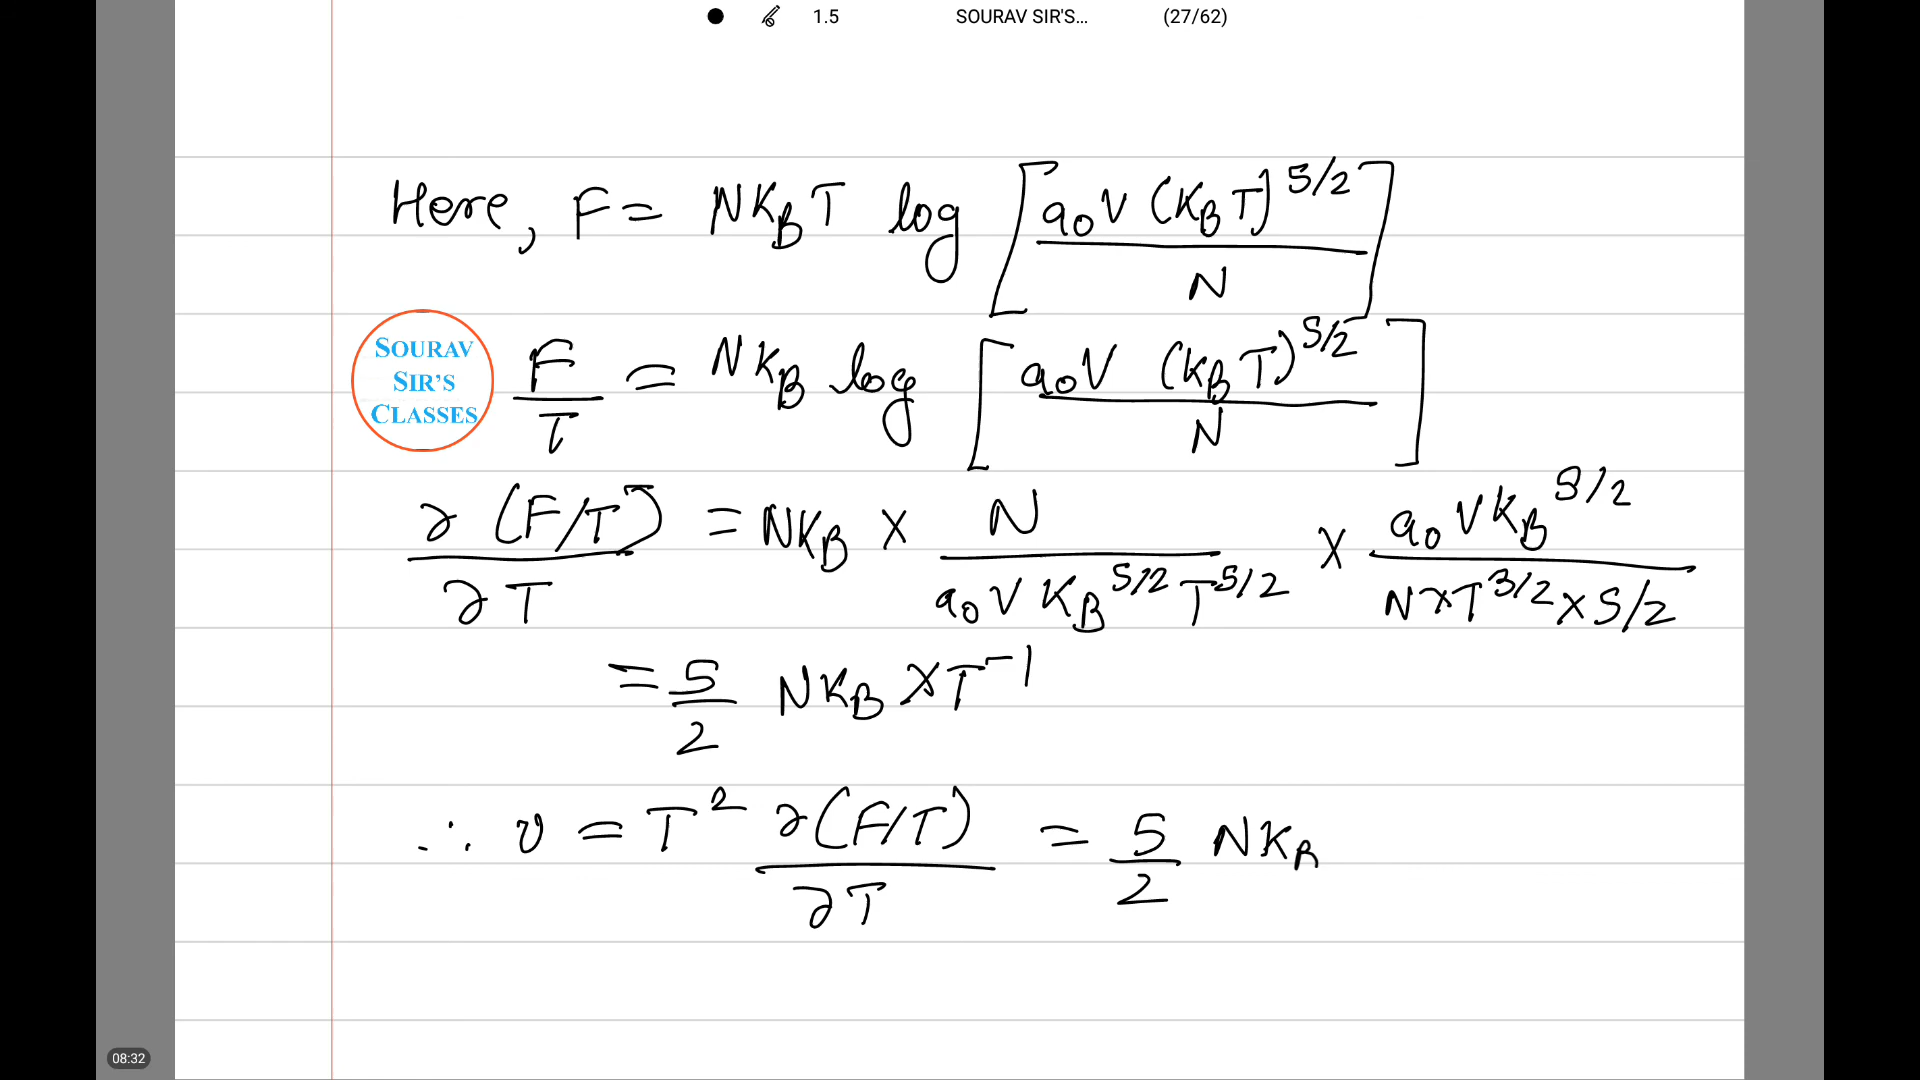 1.5 SOURAV SIR'S... (27/62)
Here, F = NK_B T log [a₀V (K_B T)^5/2 / N]
SOURAV
SIR'S
CLASSES
F/T = NK_B log [a₀V (K_B T)^5/2 / N]
∂(F/T)/∂T = NK_B × N / a₀V K_B^5/2 T^5/2 × a₀VK_B^5/2 / N×T^3/2×5/2
= 5/2 NK_B × T^-1
∴ U = T² ∂(F/T)/∂T = 5/2 NK_B
08:32